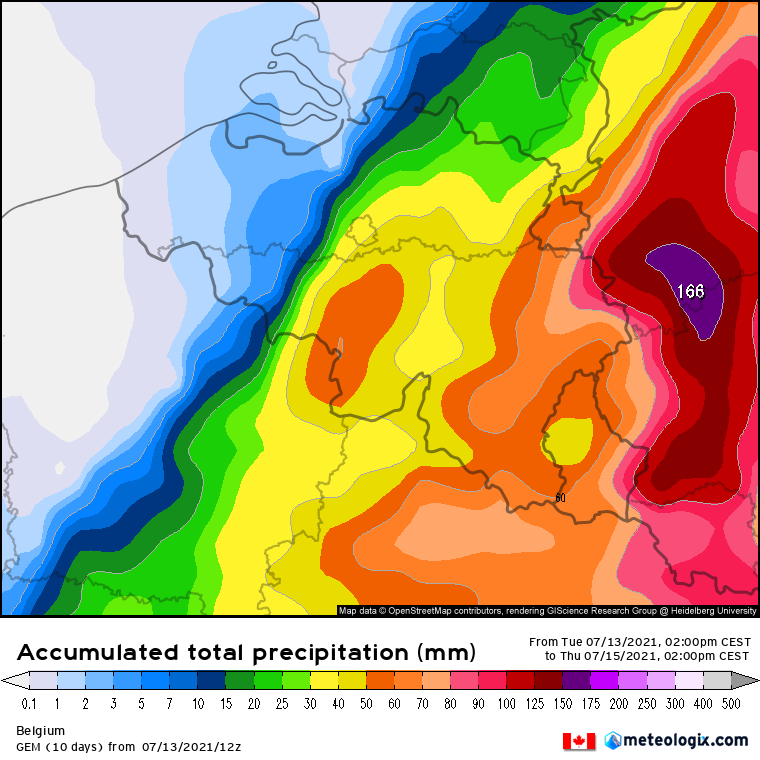 166
60
Map data © OpenStreetMap contributors, rendering GIScience Research Group @ Heidelberg University
Accumulated total precipitation (mm)
From Tue 07/13/2021, 02:00pm CEST
to Thu 07/15/2021, 02:00pm CEST
0.1 1 2 3 5 7 10 15 20 25 30 40 50 60 70 80 90 100 125 150 175 200 250 300 400 500
Belgium
GEM (10 days) from 07/13/2021/12z
meteologix.com